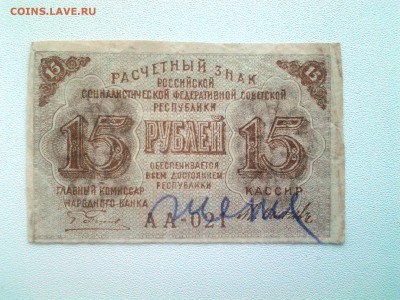 COINS.LAVE.RU
15 15
РАСЧЕТНЫЙ ЗНАК
РОССИЙСКОЙ
СОЦИАЛИСТИЧЕСКОЙ ФЕДЕРАТИВНОЙ СОВЕТСКОЙ
РЕСПУБЛИКИ
15 РУБЛЕЙ 15
ОБЕСПЕЧИВАЕТСЯ
ВСЕМ ДОСТОЯНИЕМ
РЕСПУБЛИКИ
ГЛАВНЫЙ КОМИССАР
НАРОДНОГО БАНКА
КАССИР
АА-021